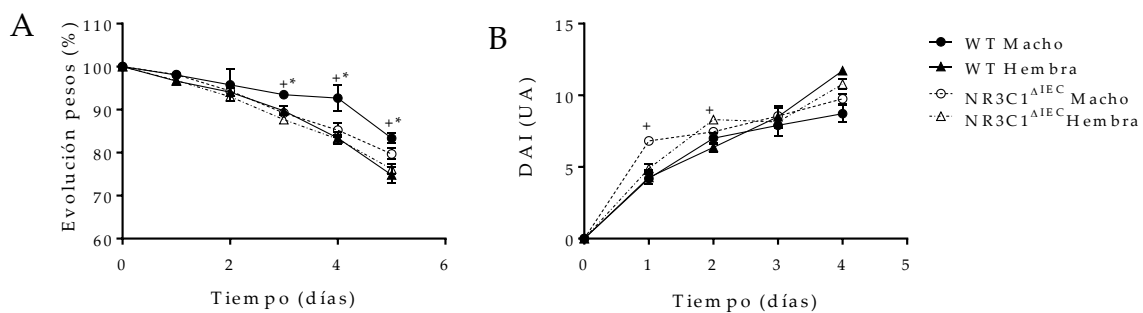 A
Evolución pesos (%)
110
100
90
80
70
60
+*
+*
+*
0
2
4
6
Tiempo (días)
B
DAI (UA)
15
10
5
0
+
+
0
1
2
3
4
5
Tiempo (días)
WT Macho
WT Hembra
NR3C1ΔIEC Macho
NR3C1ΔIEC Hembra